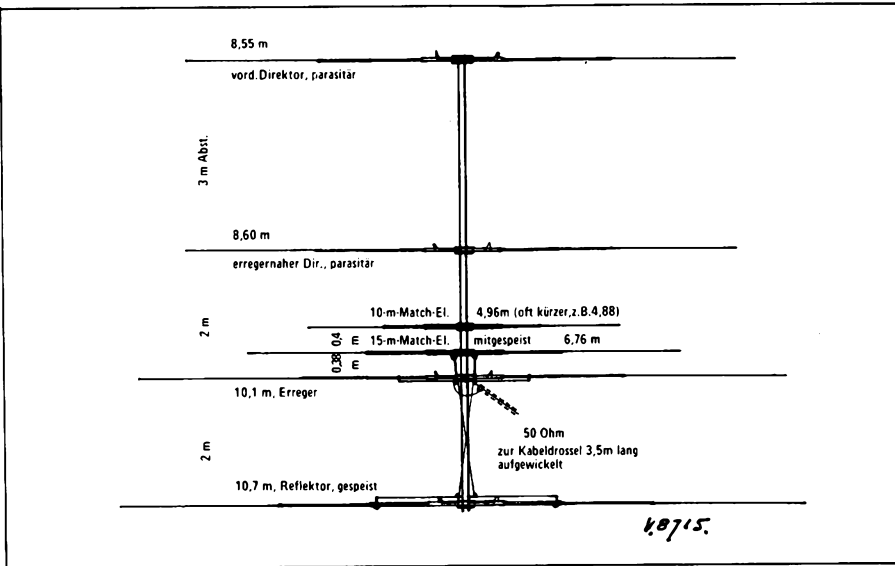 8,55 m
vord.Direktor, parasitär
3 m Abst.
8,60 m
erregernaher Dir., parasitär
10-m-Match-El. 4,96m (oft kürzer,z.B.4,88)
2 m
0,4 m
15-m-Match-El. mitgespeist 6,76 m
0,38 m
10,1 m, Erreger
50 Ohm
zur Kabeldrossel 3,5m lang
aufgewickelt
2 m
10,7 m, Reflektor, gespeist